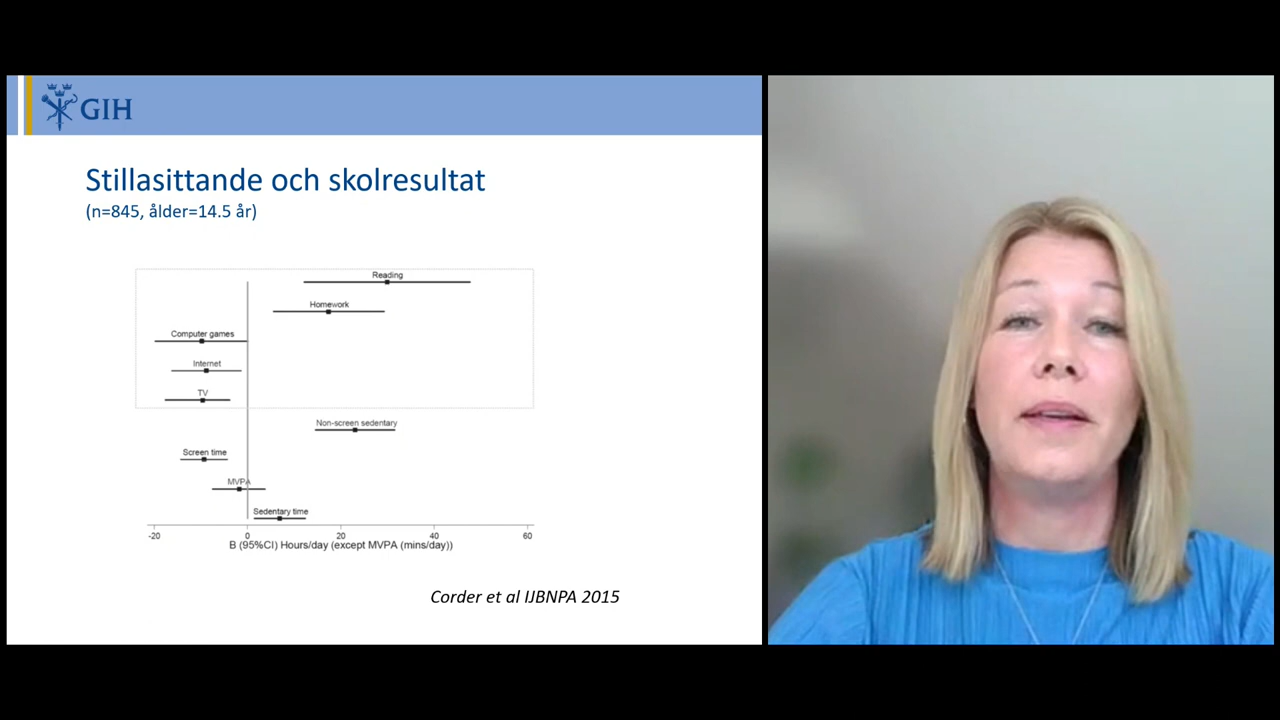 GIH
Stillasittande och skolresultat
(n=845, ålder=14.5 år)
Reading
Homework
Computer games
Internet
TV
Non-screen sedentary
Screen time
MVPA
Sedentary time
-20 0 20 40 60
B (95%CI) Hours/day (except MVPA (mins/day))
Corder et al IJBNPA 2015